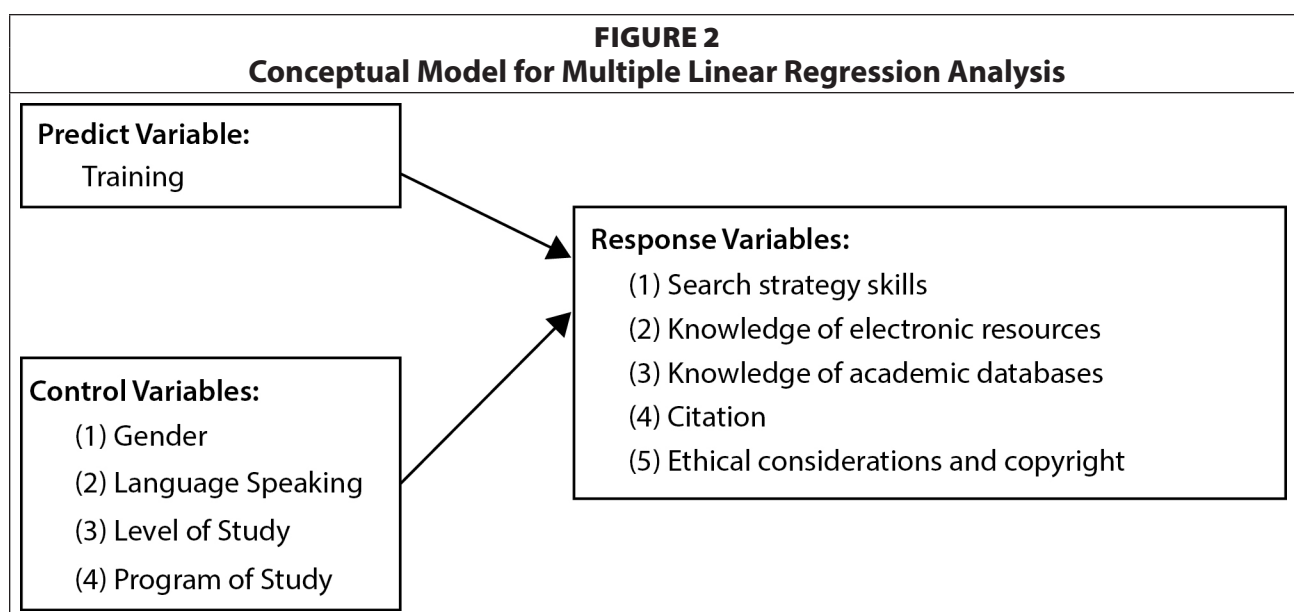 FIGURE 2
Conceptual Model for Multiple Linear Regression Analysis
Predict Variable:
Training
Response Variables:
(1) Search strategy skills
(2) Knowledge of electronic resources
(3) Knowledge of academic databases
(4) Citation
(5) Ethical considerations and copyright
Control Variables:
(1) Gender
(2) Language Speaking
(3) Level of Study
(4) Program of Study